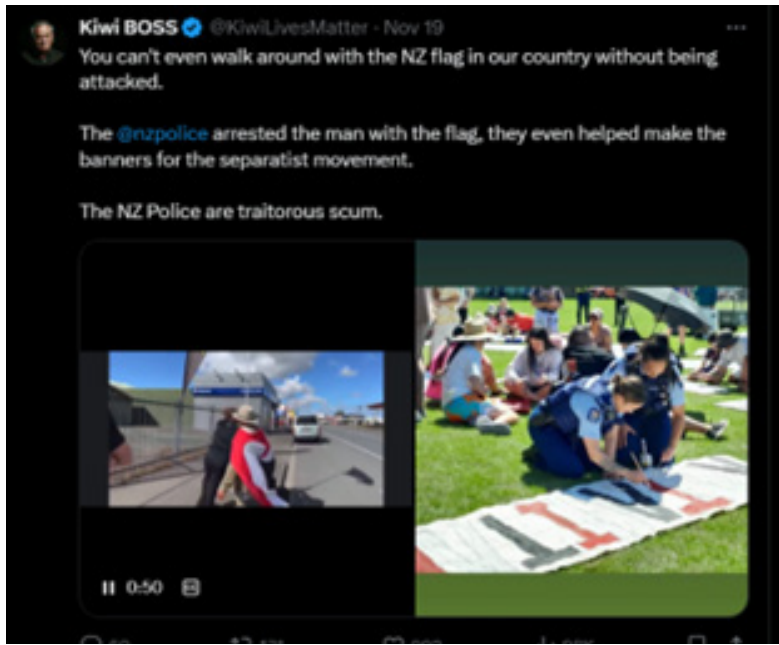 Kiwi BOSS @KiwiLivesMatter · Nov 19
You can't even walk around with the NZ flag in our country without being
attacked.
The @nzpolice arrested the man with the flag, they even helped make the
banners for the separatist movement.
The NZ Police are traitorous scum.
0:50